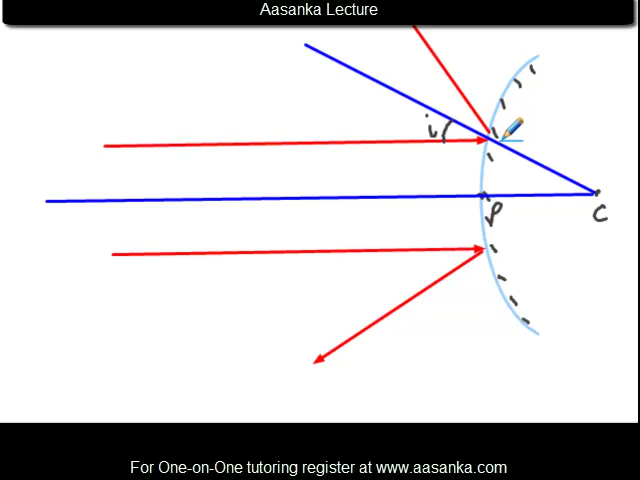 Aasanka Lecture
i
P
C
For One-on-One tutoring register at www.aasanka.com